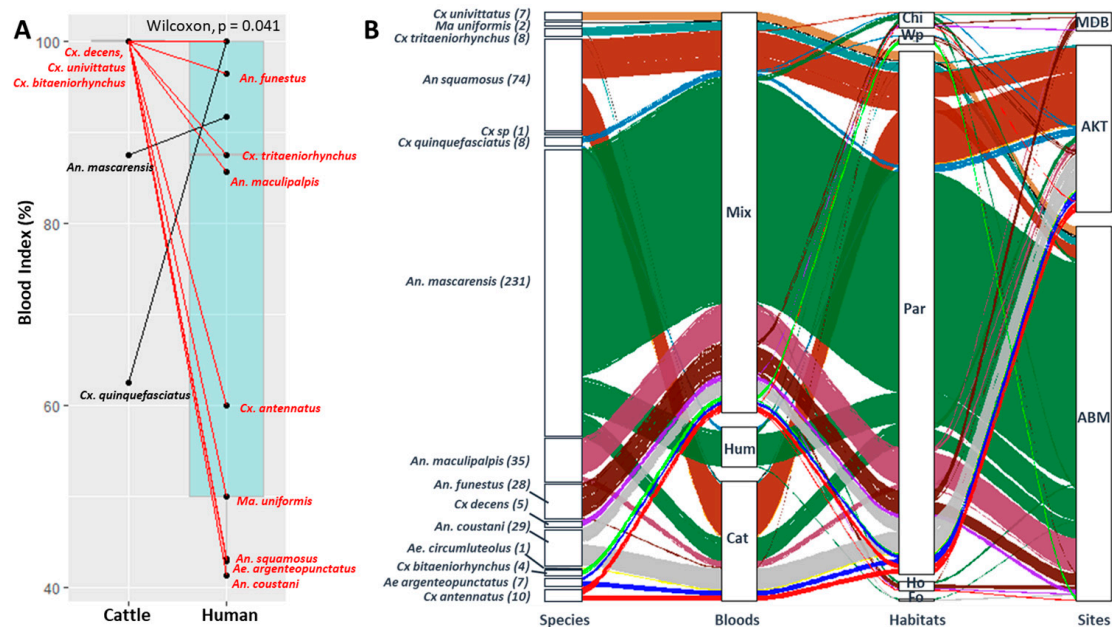 A
Wilcoxon, p = 0.041
100
80
60
40
Blood Index (%)
Cx. decens,
Cx. univittatus
Cx. bitaeniorhynchus
An. funestus
An. mascarensis
Cx. tritaeniorhynchus
An. maculipalpis
Cx. quinquefasciatus
Cx. antennatus
Ma. uniformis
An. squamosus
Ae. argenteopunctatus
An. coustani
Cattle
Human
B
Cx univittatus (7)
Ma uniformis (2)
Cx tritaeniorhynchus (8)
An squamosus (74)
Cx sp (1)
Cx quinquefasciatus (8)
An. mascarensis (231)
An. maculipalpis (35)
An. funestus (28)
Cx decens (5)
An. coustani (29)
Ae. circumluteolus (1)
Cx bitaeniorhynchus (4)
Ae argenteopunctatus (7)
Cx antennatus (10)
Mix
Hum
Cat
Chi
Wp
Par
Ho
Fo
MDB
AKT
ABM
Species
Bloods
Habitats
Sites